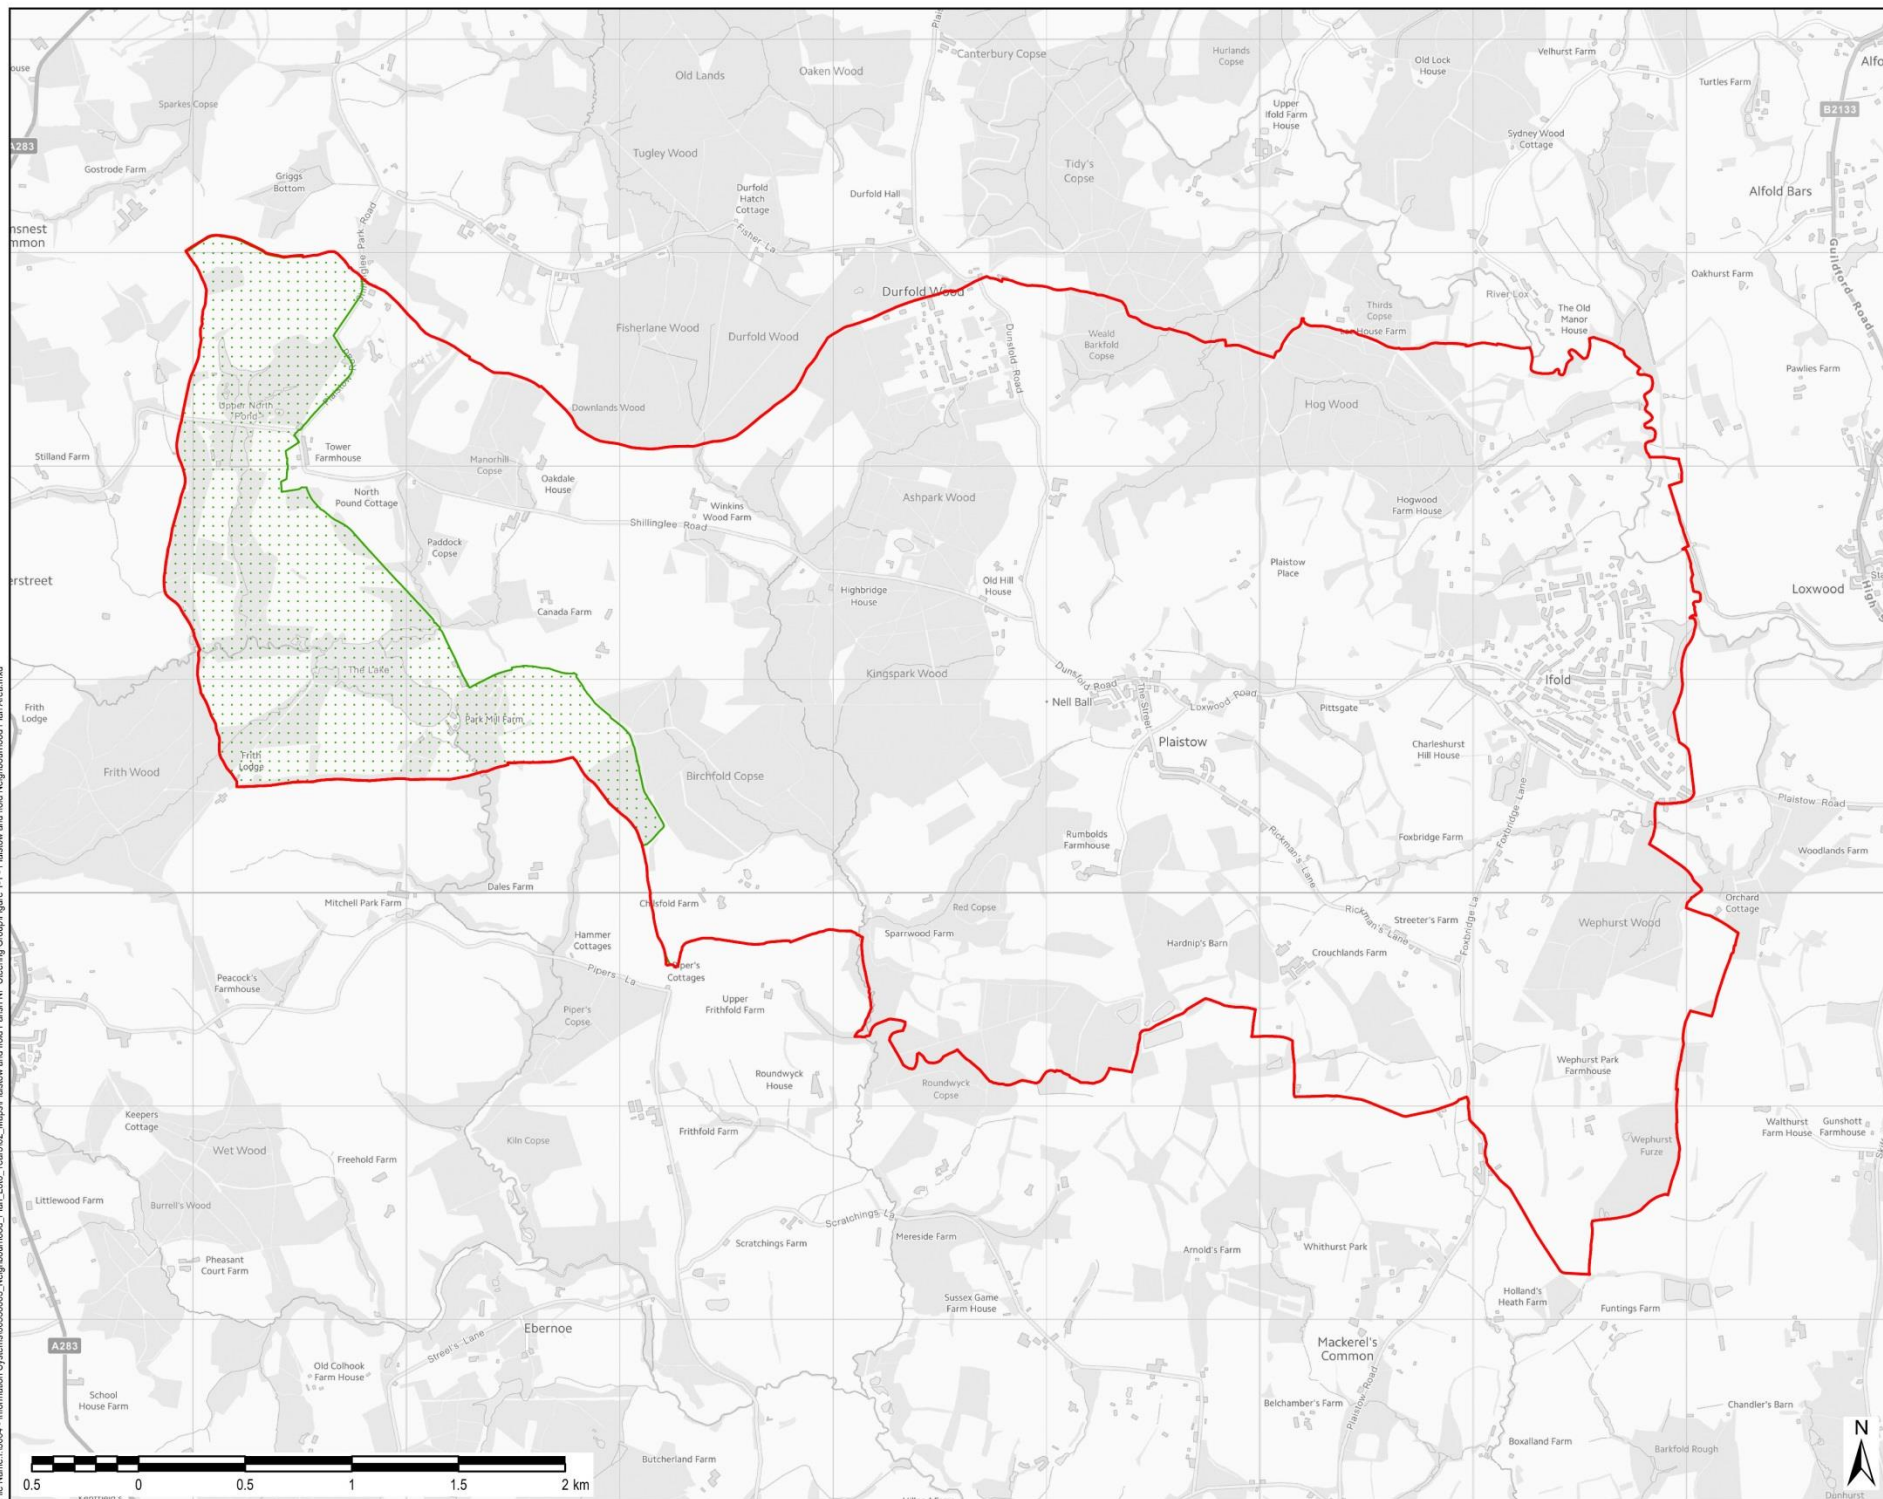 Canterbury Copse
Hurlands
Copse
Velhurst Farm
Old Lands
Oaken Wood
Old Lock
House
Turtles Farm
Sparkes Copse
Upper
Ifold Farm
House
B2133
A283
Sydney Wood
Cottage
Tugley Wood
Tidy's
Copse
Gostrode Farm
Griggs
Bottom
Durfold
Hatch
Cottage
Durfold Hall
Alfold Bars
Fisher La
Guildford Road
Oakhurst Farm
Durfold Wood
River Lox
Thirds
Copse
The Old
Manor
House
Fisherlane Wood
Durfold Wood
Dunsfold Road
Weald
Barkfold
Copse
Pawlies Farm
Downlands Wood
Hog Wood
Upper North
Pond
Stilland Farm
Tower
Farmhouse
Manorhill
Copse
Oakdale
House
North
Pound Cottage
Winkins
Wood Farm
Ashpark Wood
Hogwood
Farm House
Shillinglee Road
Paddock
Copse
Plaistow
Place
Highbridge
House
Old Hill
House
Canada Farm
Loxwood
The Lake
Kingspark Wood
Dunsfold Road
The Street
Loxwood Road
Ifold
Nell Ball
Pittsgate
Frith
Lodge
Park Mill Farm
Plaistow
Charleshurst
Hill House
Frith
Lodge
Frith Wood
Birchfold Copse
Plaistow Road
Foxbridge Lane
Rumbolds
Farmhouse
Rickman's Lane
Foxbridge Farm
Woodlands Farm
Dales Farm
Mitchell Park Farm
Chilsfold Farm
Red Copse
Rickman's Lane
Streeter's Farm
Wephurst Wood
Orchard
Cottage
Hammer
Cottages
Sparrwood Farm
Hardnip's Barn
Crouchlands Farm
Foxbridge La
Peacock's
Farmhouse
Pipers La
Piper's
Cottages
Piper's
Copse
Upper
Frithfold Farm
Roundwyck
House
Roundwyck
Copse
Wephurst Park
Farmhouse
Keepers
Cottage
Frithfold Farm
Walthurst
Farm House
Gunshott
Farmhouse
Wet Wood
Kiln Copse
Wephurst
Furze
Freehold Farm
Littlewood Farm
Burrell's Wood
Scratchings La
Scratchings Farm
Mereside Farm
Arnold's Farm
Whithurst Park
Pheasant
Court Farm
Sussex Game
Farm House
Holland's
Heath Farm
Funtings Farm
A283
Ebernoe
Streel's Lane
Mackerel's
Common
Old Colhook
Farm House
School
House Farm
Belchamber's Farm
Plaistow Road
Chandler's Barn
Boxalland Farm
Barkfold Rough
Butcherland Farm
N
0.5 0 0.5 1 1.5 2 km